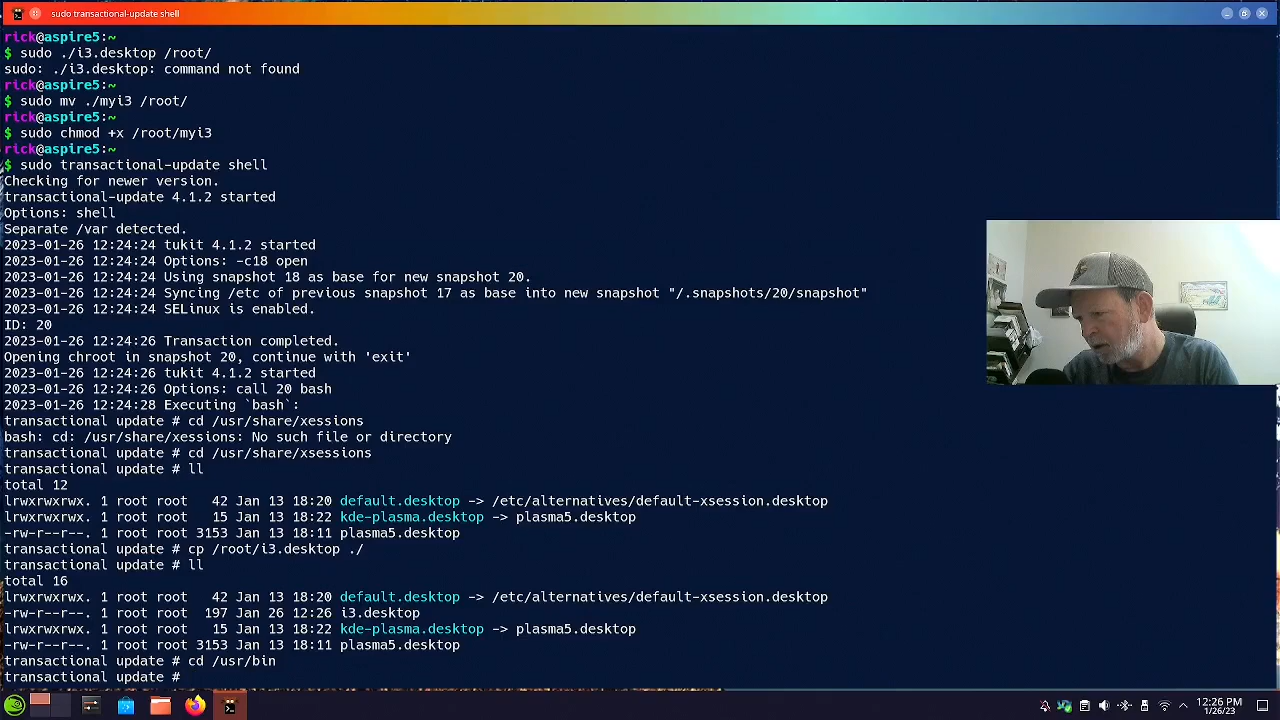 sudo transactional-update shell
rick@aspire5:~
$ sudo ./i3.desktop /root/
sudo: ./i3.desktop: command not found
rick@aspire5:~
$ sudo mv ./myi3 /root/
rick@aspire5:~
$ sudo chmod +x /root/myi3
rick@aspire5:~
$ sudo transactional-update shell
Checking for newer version.
transactional-update 4.1.2 started
Options: shell
Separate /var detected.
2023-01-26 12:24:24 tukit 4.1.2 started
2023-01-26 12:24:24 Options: -c18 open
2023-01-26 12:24:24 Using snapshot 18 as base for new snapshot 20.
2023-01-26 12:24:24 Syncing /etc of previous snapshot 17 as base into new snapshot "/.snapshots/20/snapshot"
2023-01-26 12:24:24 SELinux is enabled.
ID: 20
2023-01-26 12:24:26 Transaction completed.
Opening chroot in snapshot 20, continue with 'exit'
2023-01-26 12:24:26 tukit 4.1.2 started
2023-01-26 12:24:26 Options: call 20 bash
2023-01-26 12:24:28 Executing `bash`:
transactional update # cd /usr/share/xessions
bash: cd: /usr/share/xessions: No such file or directory
transactional update # cd /usr/share/xsessions
transactional update # ll
total 12
lrwxrwxrwx. 1 root root   42 Jan 13 18:20 default.desktop -> /etc/alternatives/default-xsession.desktop
lrwxrwxrwx. 1 root root   15 Jan 13 18:22 kde-plasma.desktop -> plasma5.desktop
-rw-r--r--. 1 root root 3153 Jan 13 18:11 plasma5.desktop
transactional update # cp /root/i3.desktop ./
transactional update # ll
total 16
lrwxrwxrwx. 1 root root   42 Jan 13 18:20 default.desktop -> /etc/alternatives/default-xsession.desktop
-rw-r--r--. 1 root root  197 Jan 26 12:26 i3.desktop
lrwxrwxrwx. 1 root root   15 Jan 13 18:22 kde-plasma.desktop -> plasma5.desktop
-rw-r--r--. 1 root root 3153 Jan 13 18:11 plasma5.desktop
transactional update # cd /usr/bin
transactional update #
12:26 PM
1/26/23